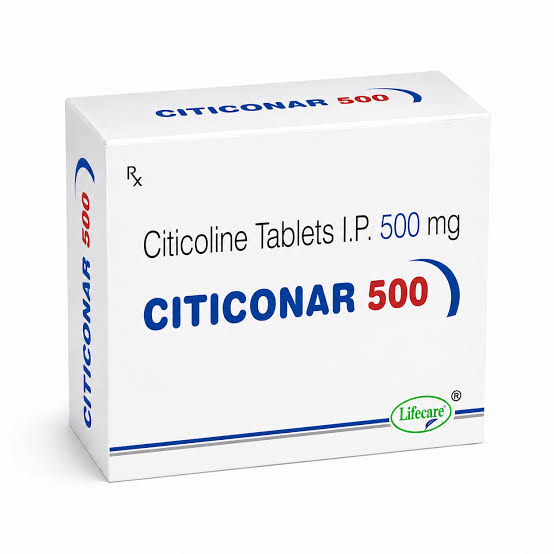 CITICONAR 500
Rx
Citicoline Tablets I.P. 500 mg
CITICONAR 500
CITICONAR 500
Lifecare®
®